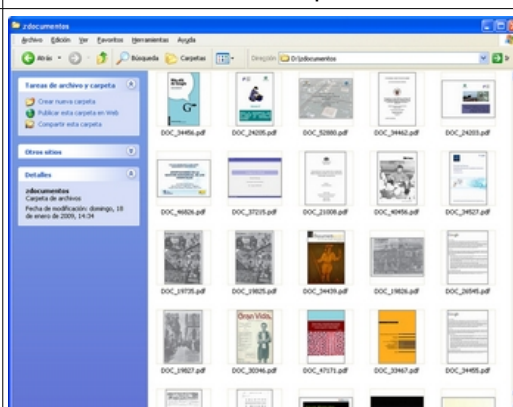 zdocumentos
Archivo Edición Ver Favoritos Herramientas Ayuda
Atrás Búsqueda Carpetas Dirección D:\zdocumentos
Tareas de archivo y carpeta
Crear nueva carpeta
Publicar esta carpeta en Web
Compartir esta carpeta
Otros sitios
Detalles
zdocumentos
Carpeta de archivos
Fecha de modificación: domingo, 18
de enero de 2009, 14:34
DOC_34456.pdf DOC_24205.pdf DOC_52880.pdf DOC_34462.pdf DOC_24203.pdf
DOC_46826.pdf DOC_37215.pdf DOC_21008.pdf DOC_40456.pdf DOC_34527.pdf
DOC_19735.pdf DOC_19825.pdf DOC_34439.pdf DOC_19826.pdf DOC_26545.pdf
Gran Vida
DOC_19827.pdf DOC_30346.pdf DOC_47171.pdf DOC_33467.pdf DOC_34455.pdf